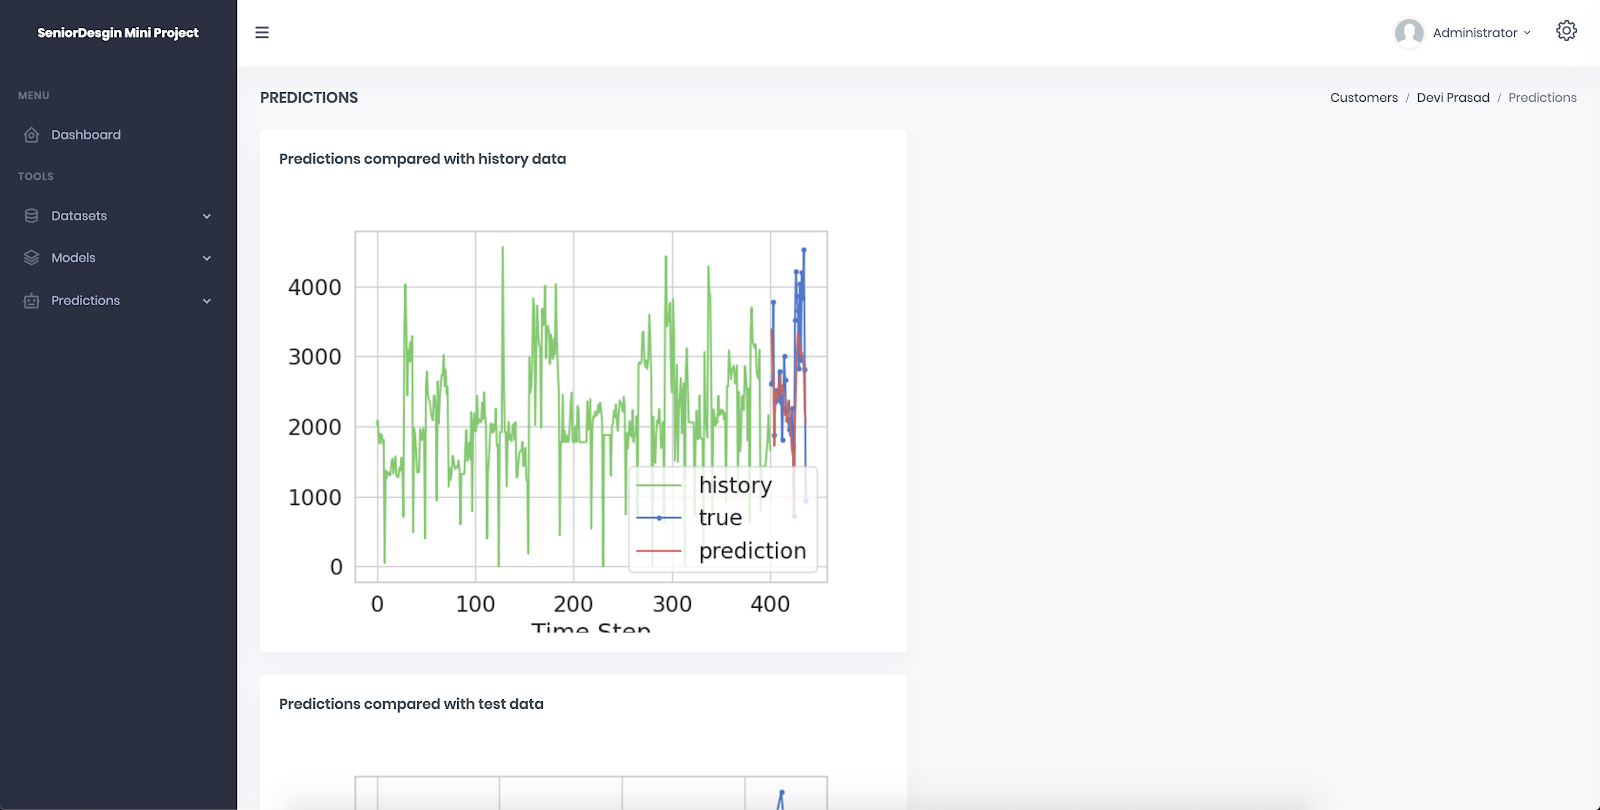 SeniorDesgin Mini Project
Administrator
MENU
Dashboard
TOOLS
Datasets
Models
Predictions
PREDICTIONS
Customers / Devi Prasad / Predictions
Predictions compared with history data
4000
3000
2000
1000
0
history
true
prediction
0 100 200 300 400
Time Step
Predictions compared with test data